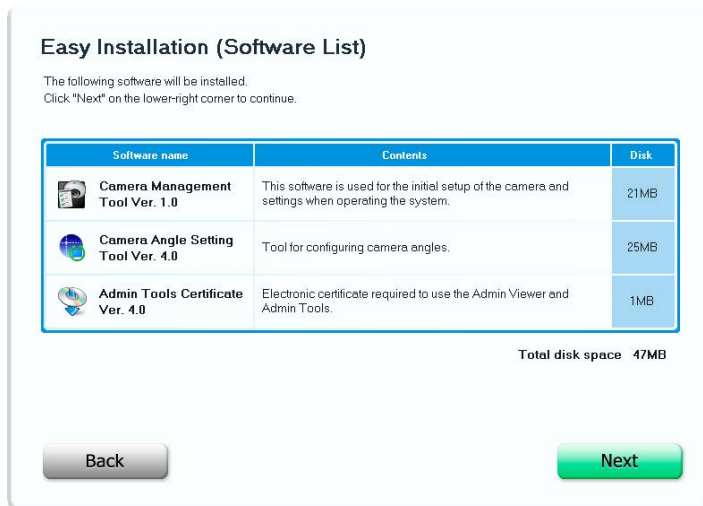 Easy Installation (Software List)
The following software will be installed.
Click "Next" on the lower-right corner to continue.
Software name Contents Disk
Camera Management
Tool Ver. 1.0
This software is used for the initial setup of the camera and
settings when operating the system.
21MB
Camera Angle Setting
Tool Ver. 4.0
Tool for configuring camera angles.
25MB
Admin Tools Certificate
Ver. 4.0
Electronic certificate required to use the Admin Viewer and
Admin Tools.
1MB
Total disk space 47MB
Back Next